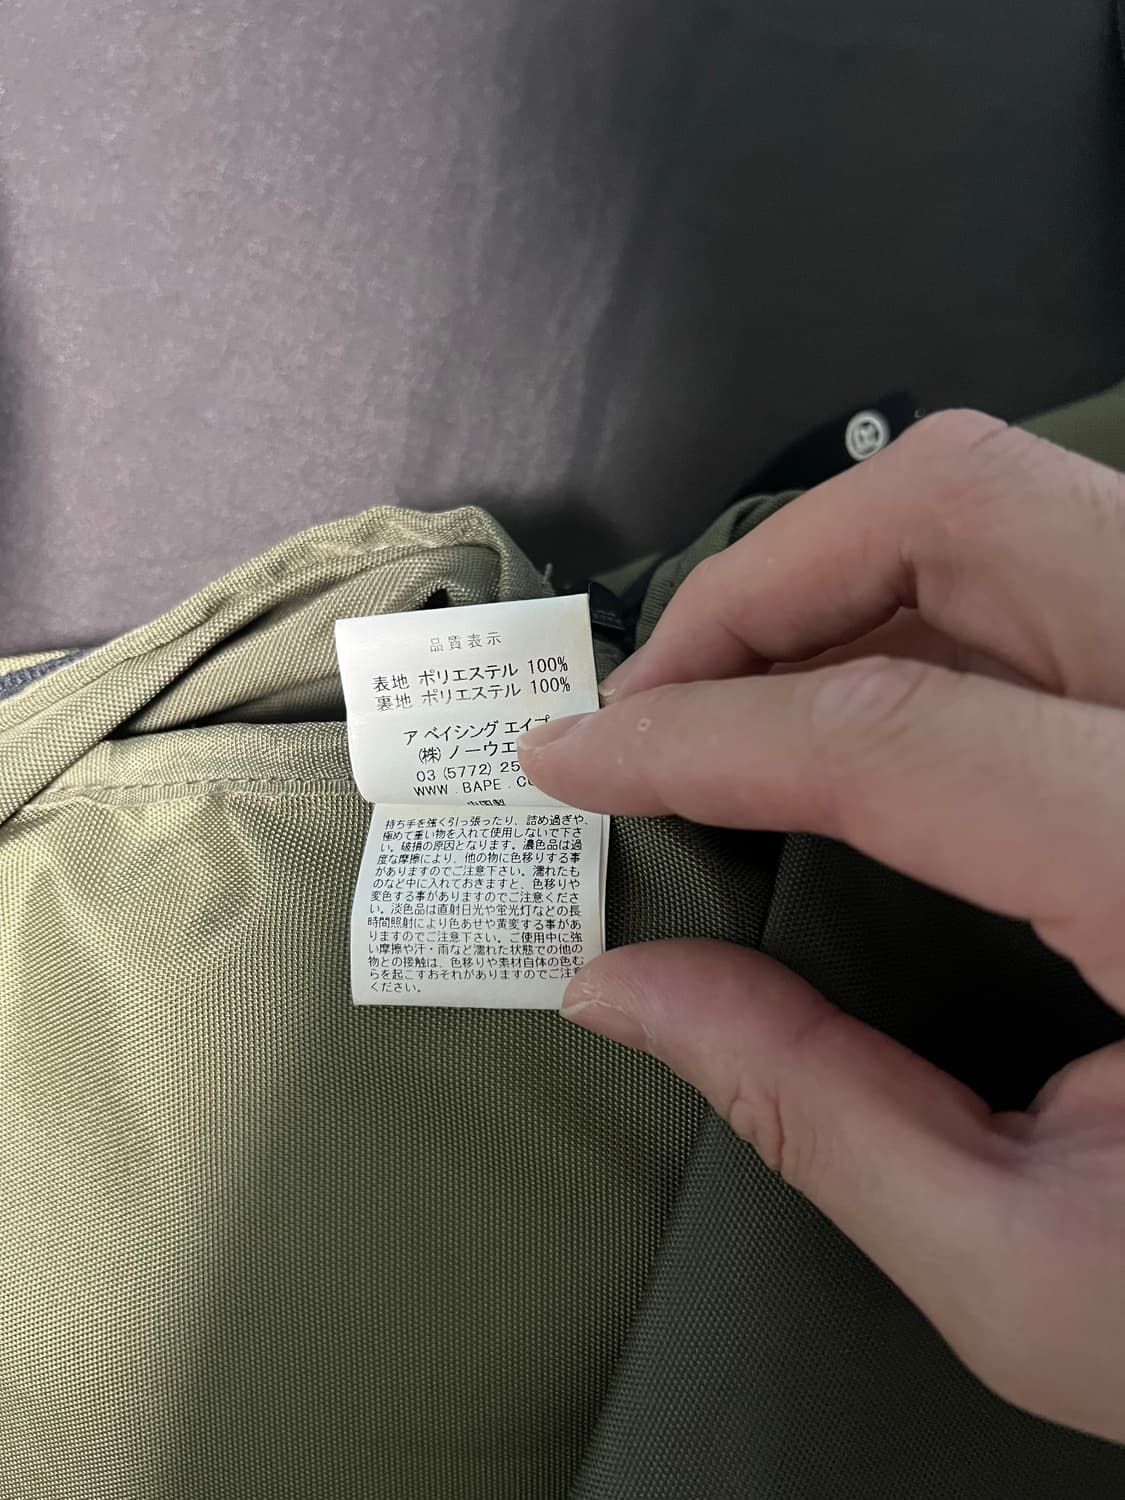 品質表示
表地 ポリエステル 100%
裏地 ポリエステル 100%
ア ベイシング エイプ
(株) ノーウェ
03 (5772) 25
WWW.BAPE.CO
中国製
持ち手を強く引っ張ったり、詰め過ぎや、
極めて重い物を入れて使用しないで下さ
い。破損の原因となります。濃色品は過
度な摩擦により、他の物に色移りする事
がありますのでご注意下さい。濡れたも
のなど中に入れておきますと、色移りや
変色する事がありますのでご注意くださ
い。淡色品は直射日光や蛍光灯などの長
時間照射により色あせや黄変する事があ
りますのでご注意下さい。ご使用中に強
い摩擦や汗・雨など濡れた状態での他の
物との接触は、色移りや素材自体の色む
らを起こすおそれがありますのでご注意
ください。